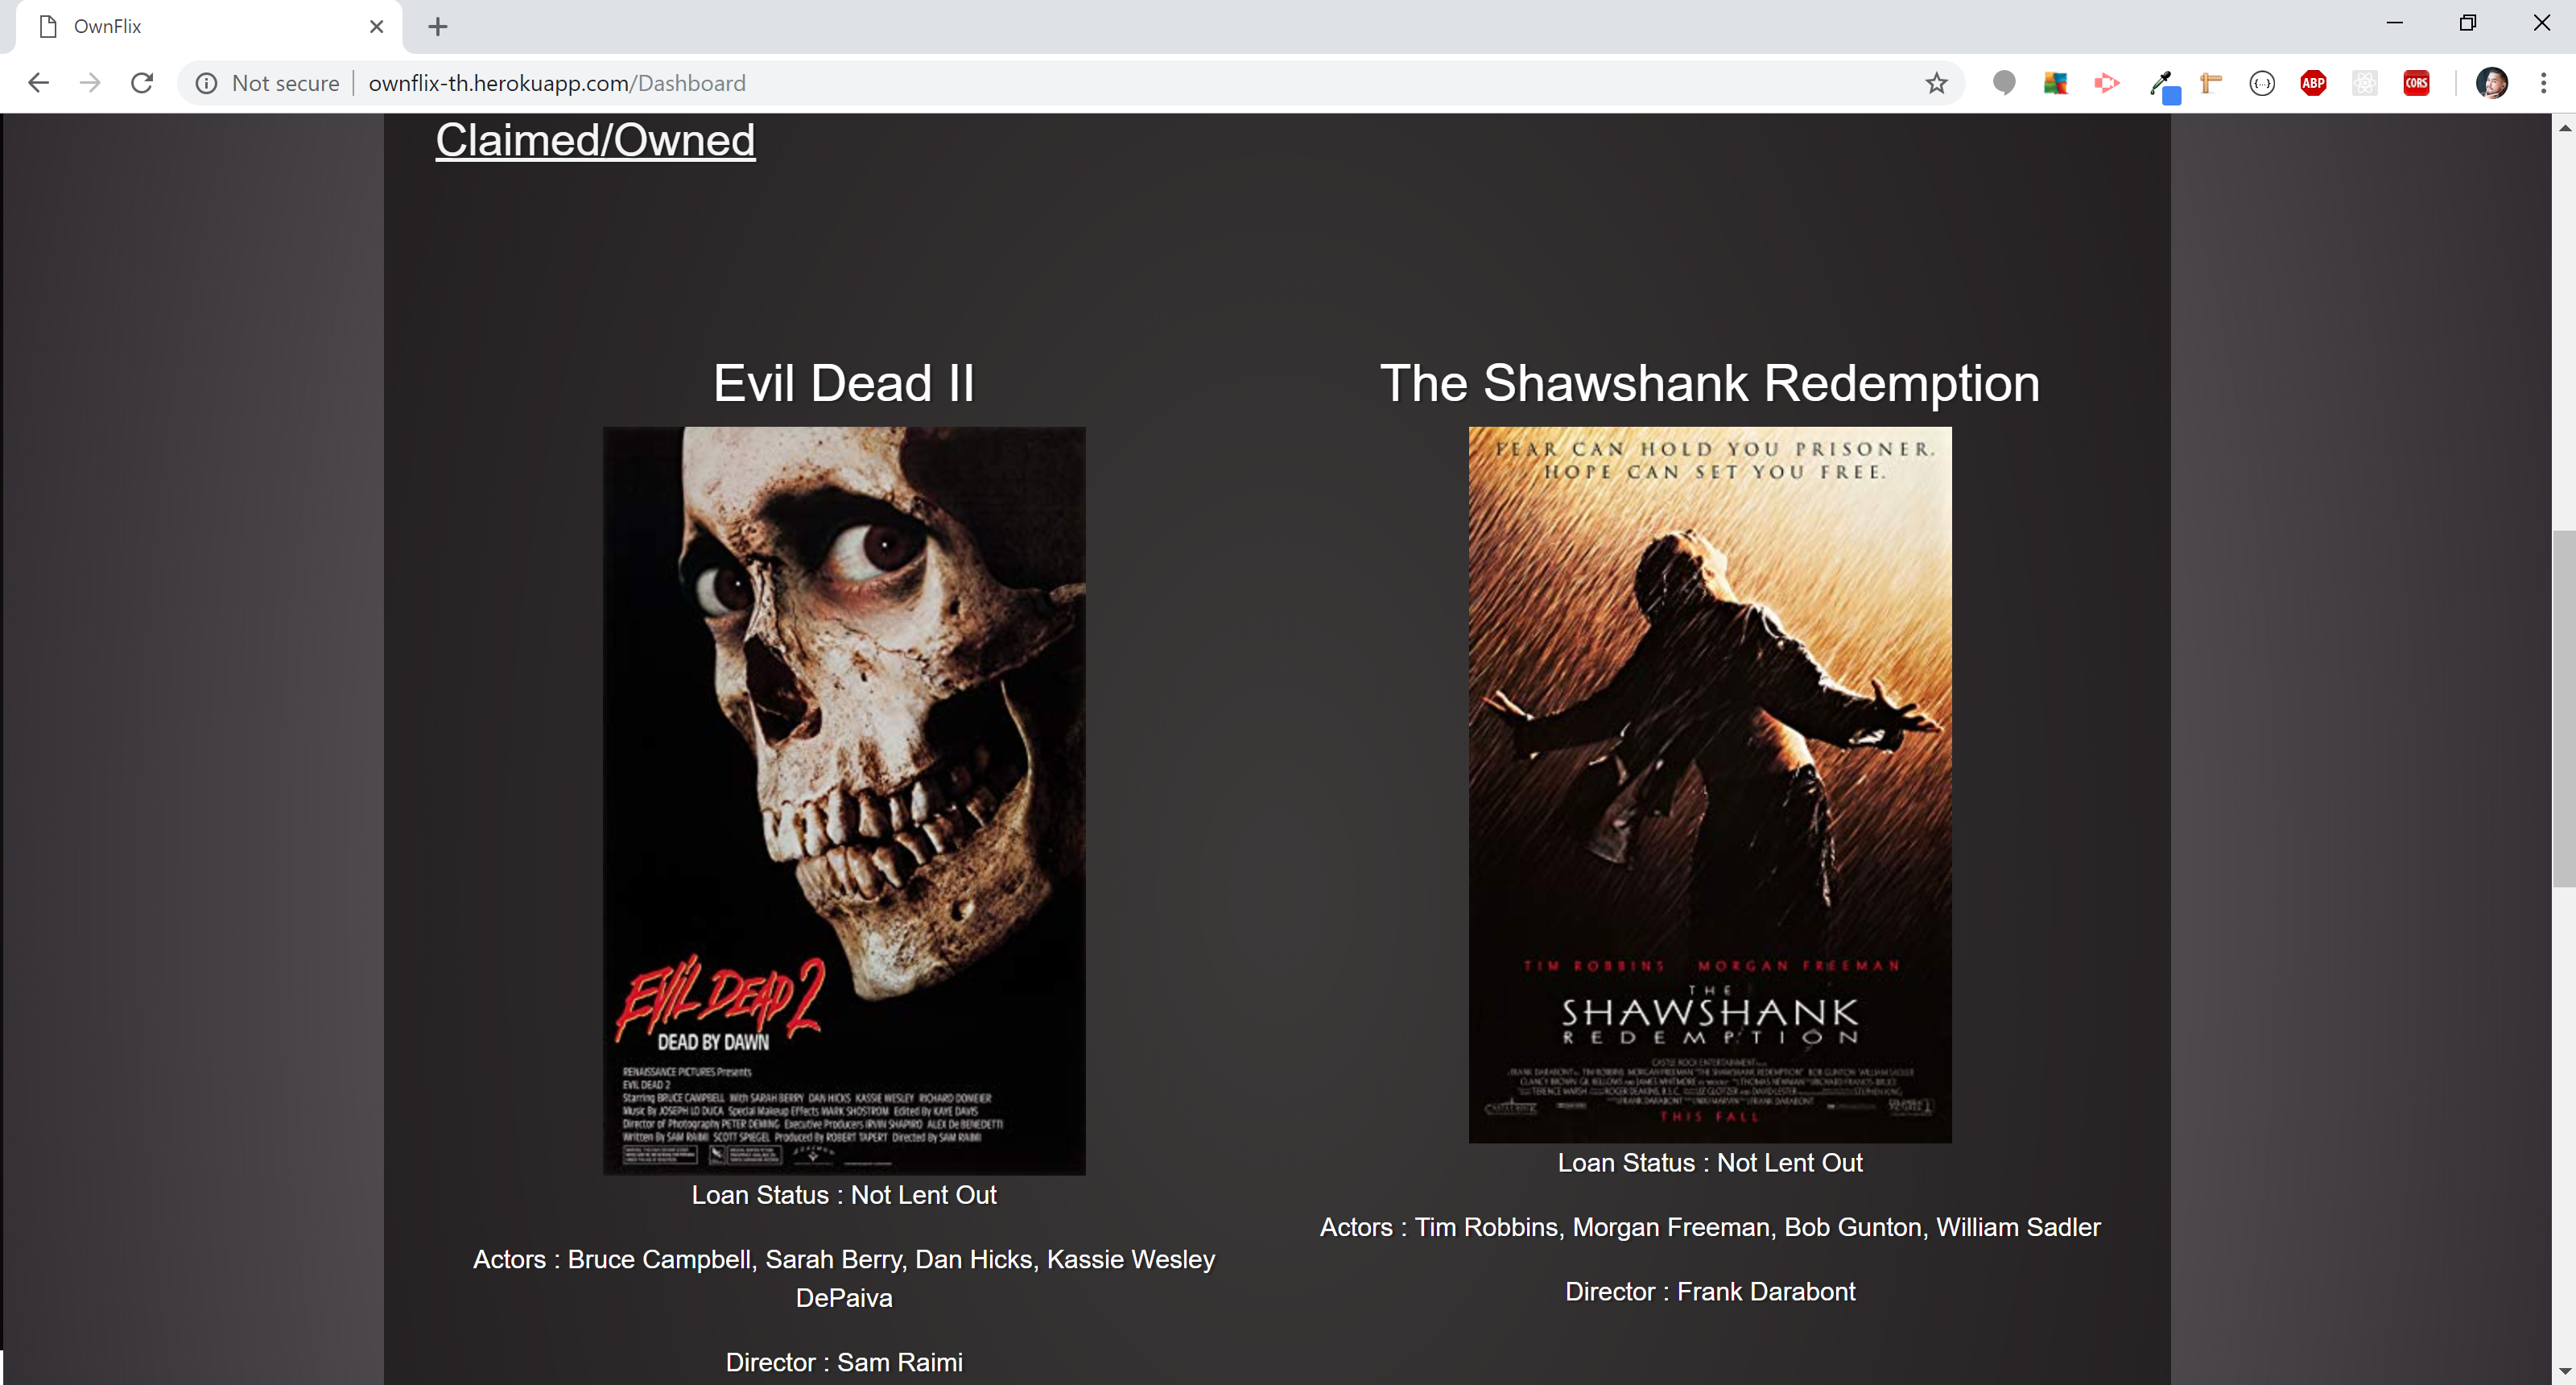 OwnFlix
Not secure
ownflix-th.herokuapp.com/Dashboard
ABP
CORS
Claimed/Owned
Evil Dead II
EVIL DEAD 2
DEAD BY DAWN
RENAISSANCE PICTURES Presents
EVIL DEAD 2
Starring BRUCE CAMPBELL With SARAH BERRY DAN HICKS KASSIE WESLEY RICHARD DOMEIER
Music By JOSEPH LO DUCA Special Makeup Effects MARK SHOSTROM Edited By KAYE DAVIS
Director of Photography PETER DEMING Executive Producers IRVIN SHAPIRO ALEX De BENEDETTI
Written By SAM RAIMI SCOTT SPIEGEL Produced By ROBERT TAPERT Directed By SAM RAIMI
Loan Status : Not Lent Out
Actors : Bruce Campbell, Sarah Berry, Dan Hicks, Kassie Wesley
DePaiva
Director : Sam Raimi
The Shawshank Redemption
FEAR CAN HOLD YOU PRISONER.
HOPE CAN SET YOU FREE.
TIM ROBBINS MORGAN FREEMAN
THE
SHAWSHANK
REDEMPTION
CASTLE ROCK ENTERTAINMENT
THIS FALL
Loan Status : Not Lent Out
Actors : Tim Robbins, Morgan Freeman, Bob Gunton, William Sadler
Director : Frank Darabont